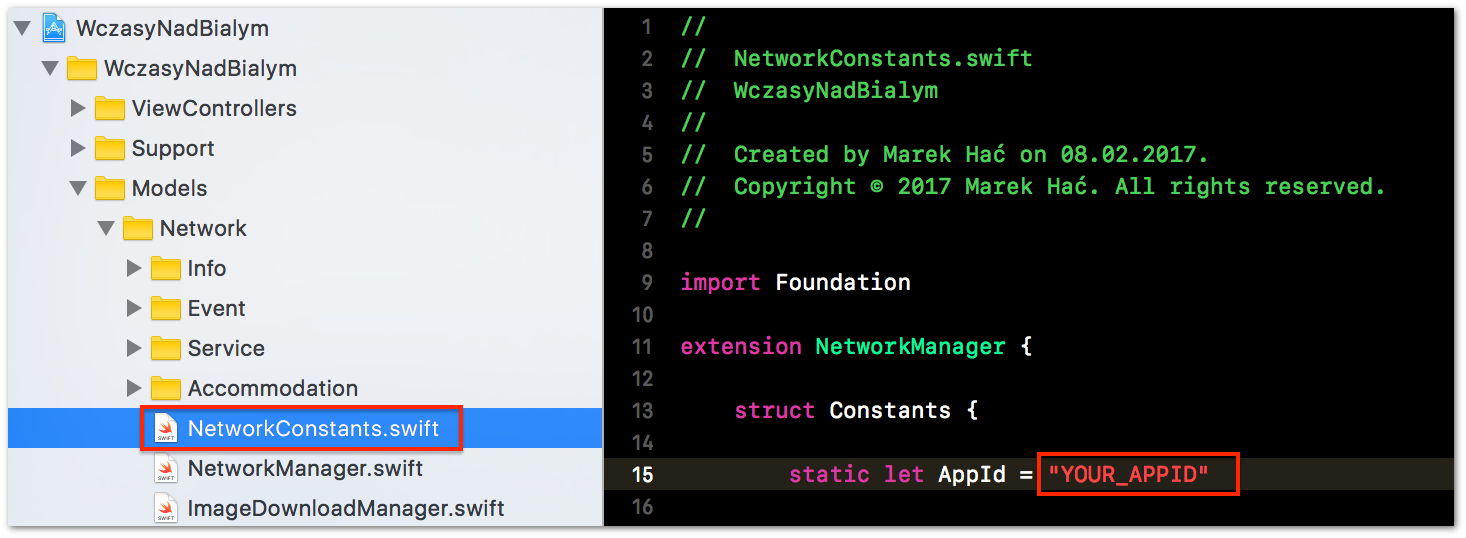 WczasyNadBialym
WczasyNadBialym
ViewControllers
Support
Models
Network
Info
Event
Service
Accommodation
SWIFT NetworkConstants.swift
SWIFT NetworkManager.swift
SWIFT ImageDownloadManager.swift
1 //
2 //  NetworkConstants.swift
3 //  WczasyNadBialym
4 //
5 //  Created by Marek Hać on 08.02.2017.
6 //  Copyright © 2017 Marek Hać. All rights reserved.
7 //
8
9 import Foundation
10
11 extension NetworkManager {
12
13     struct Constants {
14
15         static let AppId = "YOUR_APPID"
16